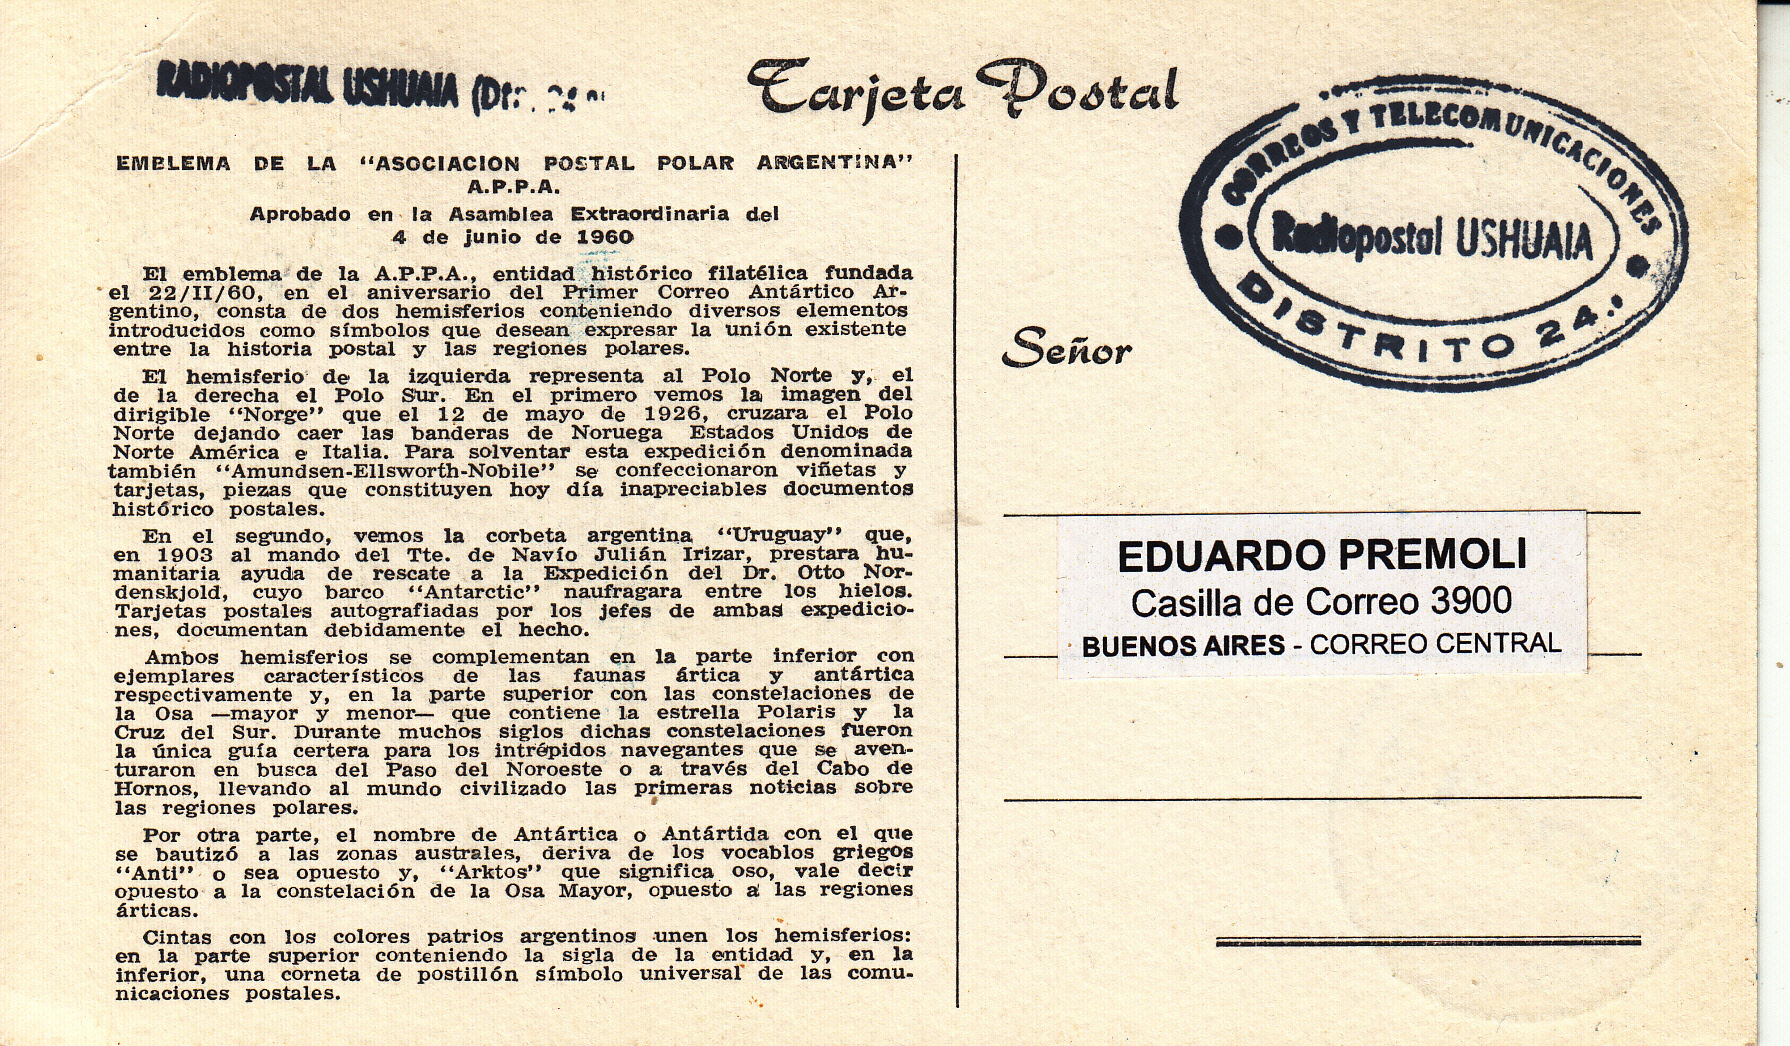 RADIOPOSTAL USHUAIA
Tarjeta Postal
EMBLEMA DE LA “ASOCIACION POSTAL POLAR ARGENTINA”
A.P.P.A.
Aprobado en la Asamblea Extraordinaria del
4 de junio de 1960
El emblema de la A.P.P.A., entidad histórico filatélica fundada
el 22/II/60, en el aniversario del Primer Correo Antártico Ar-
gentino, consta de dos hemisferios conteniendo diversos elementos
introducidos como símbolos que desean expresar la unión existente
entre la historia postal y las regiones polares.
El hemisferio de la izquierda representa al Polo Norte y, el
de la derecha el Polo Sur. En el primero vemos la imagen del
dirigible “Norge” que el 12 de mayo de 1926, cruzara el Polo
Norte dejando caer las banderas de Noruega Estados Unidos de
Norte América e Italia. Para solventar esta expedición denominada
también “Amundsen-Ellsworth-Nobile” se confeccionaron viñetas y
tarjetas, piezas que constituyen hoy día inapreciables documentos
histórico postales.
En el segundo, vemos la corbeta argentina “Uruguay” que,
en 1903 al mando del Tte. de Navío Julián Irizar, prestara hu-
manitaria ayuda de rescate a la Expedición del Dr. Otto Nor-
denskjold, cuyo barco “Antarctic” naufragara entre los hielos.
Tarjetas postales autografiadas por los jefes de ambas expedicio-
nes, documentan debidamente el hecho.
Ambos hemisferios se complementan en la parte inferior con
ejemplares característicos de las faunas ártica y antártica
respectivamente y, en la parte superior con las constelaciones de
la Osa —mayor y menor— que contiene la estrella Polaris y la
Cruz del Sur. Durante muchos siglos dichas constelaciones fueron
la única guía certera para los intrépidos navegantes que se aven-
turaron en busca del Paso del Noroeste o a través del Cabo de
Hornos, llevando al mundo civilizado las primeras noticias sobre
las regiones polares.
Por otra parte, el nombre de Antártica o Antártida con el que
se bautizó a las zonas australes, deriva de los vocablos griegos
“Anti” o sea opuesto y, “Arktos” que significa oso, vale decir
opuesto a la constelación de la Osa Mayor, opuesto a las regiones
árticas.
Cintas con los colores patrios argentinos unen los hemisferios:
en la parte superior conteniendo la sigla de la entidad y, en la
inferior, una corneta de postillón símbolo universal de las comu-
nicaciones postales.
CORREOS Y TELECOMUNICACIONES
Radiopostal USHUAIA
DISTRITO 24.
Señor
EDUARDO PREMOLI
Casilla de Correo 3900
BUENOS AIRES - CORREO CENTRAL